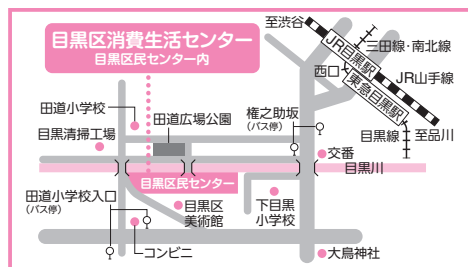 目黒区消費生活センター
目黒区民センター内
至渋谷
JR目黒駅
三田線・南北線
西口
JR山手線
東急目黒駅
目黒線
至品川
田道小学校
田道広場公園
権之助坂
(バス停)
目黒清掃工場
交番
目黒川
目黒区民センター
田道小学校入口
(バス停)
目黒区
美術館
下目黒
小学校
コンビニ
大鳥神社